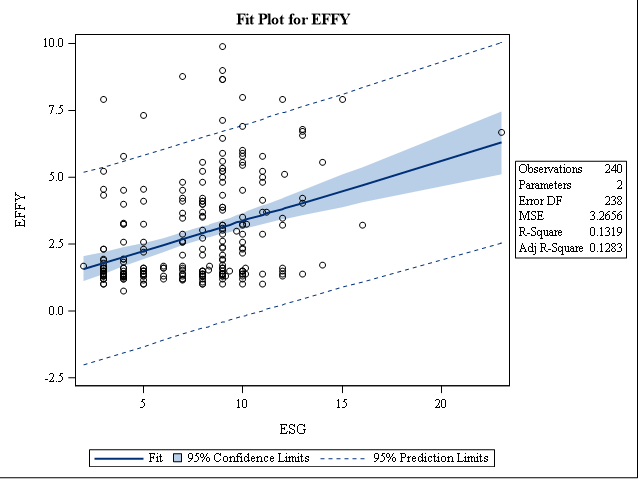 Fit Plot for EFFY
10.0
7.5
5.0
2.5
0.0
-2.5
EFFY
5
10
15
20
ESG
Observations 240
Parameters 2
Error DF 238
MSE 3.2656
R-Square 0.1319
Adj R-Square 0.1283
Fit 95% Confidence Limits 95% Prediction Limits